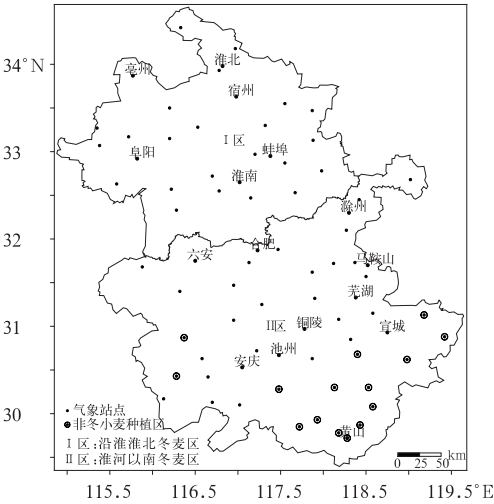 34°N
淮北
亳州
宿州
I区
33
阜阳
蚌埠
淮南
滁州
32
六安
合肥
马鞍山
芜湖
31
II区
铜陵
宣城
池州
安庆
30
黄山
气象站点
非冬小麦种植区
I区:沿淮淮北冬麦区
II区:淮河以南冬麦区
0 25 50 km
115.5 116.5 117.5 118.5 119.5°E